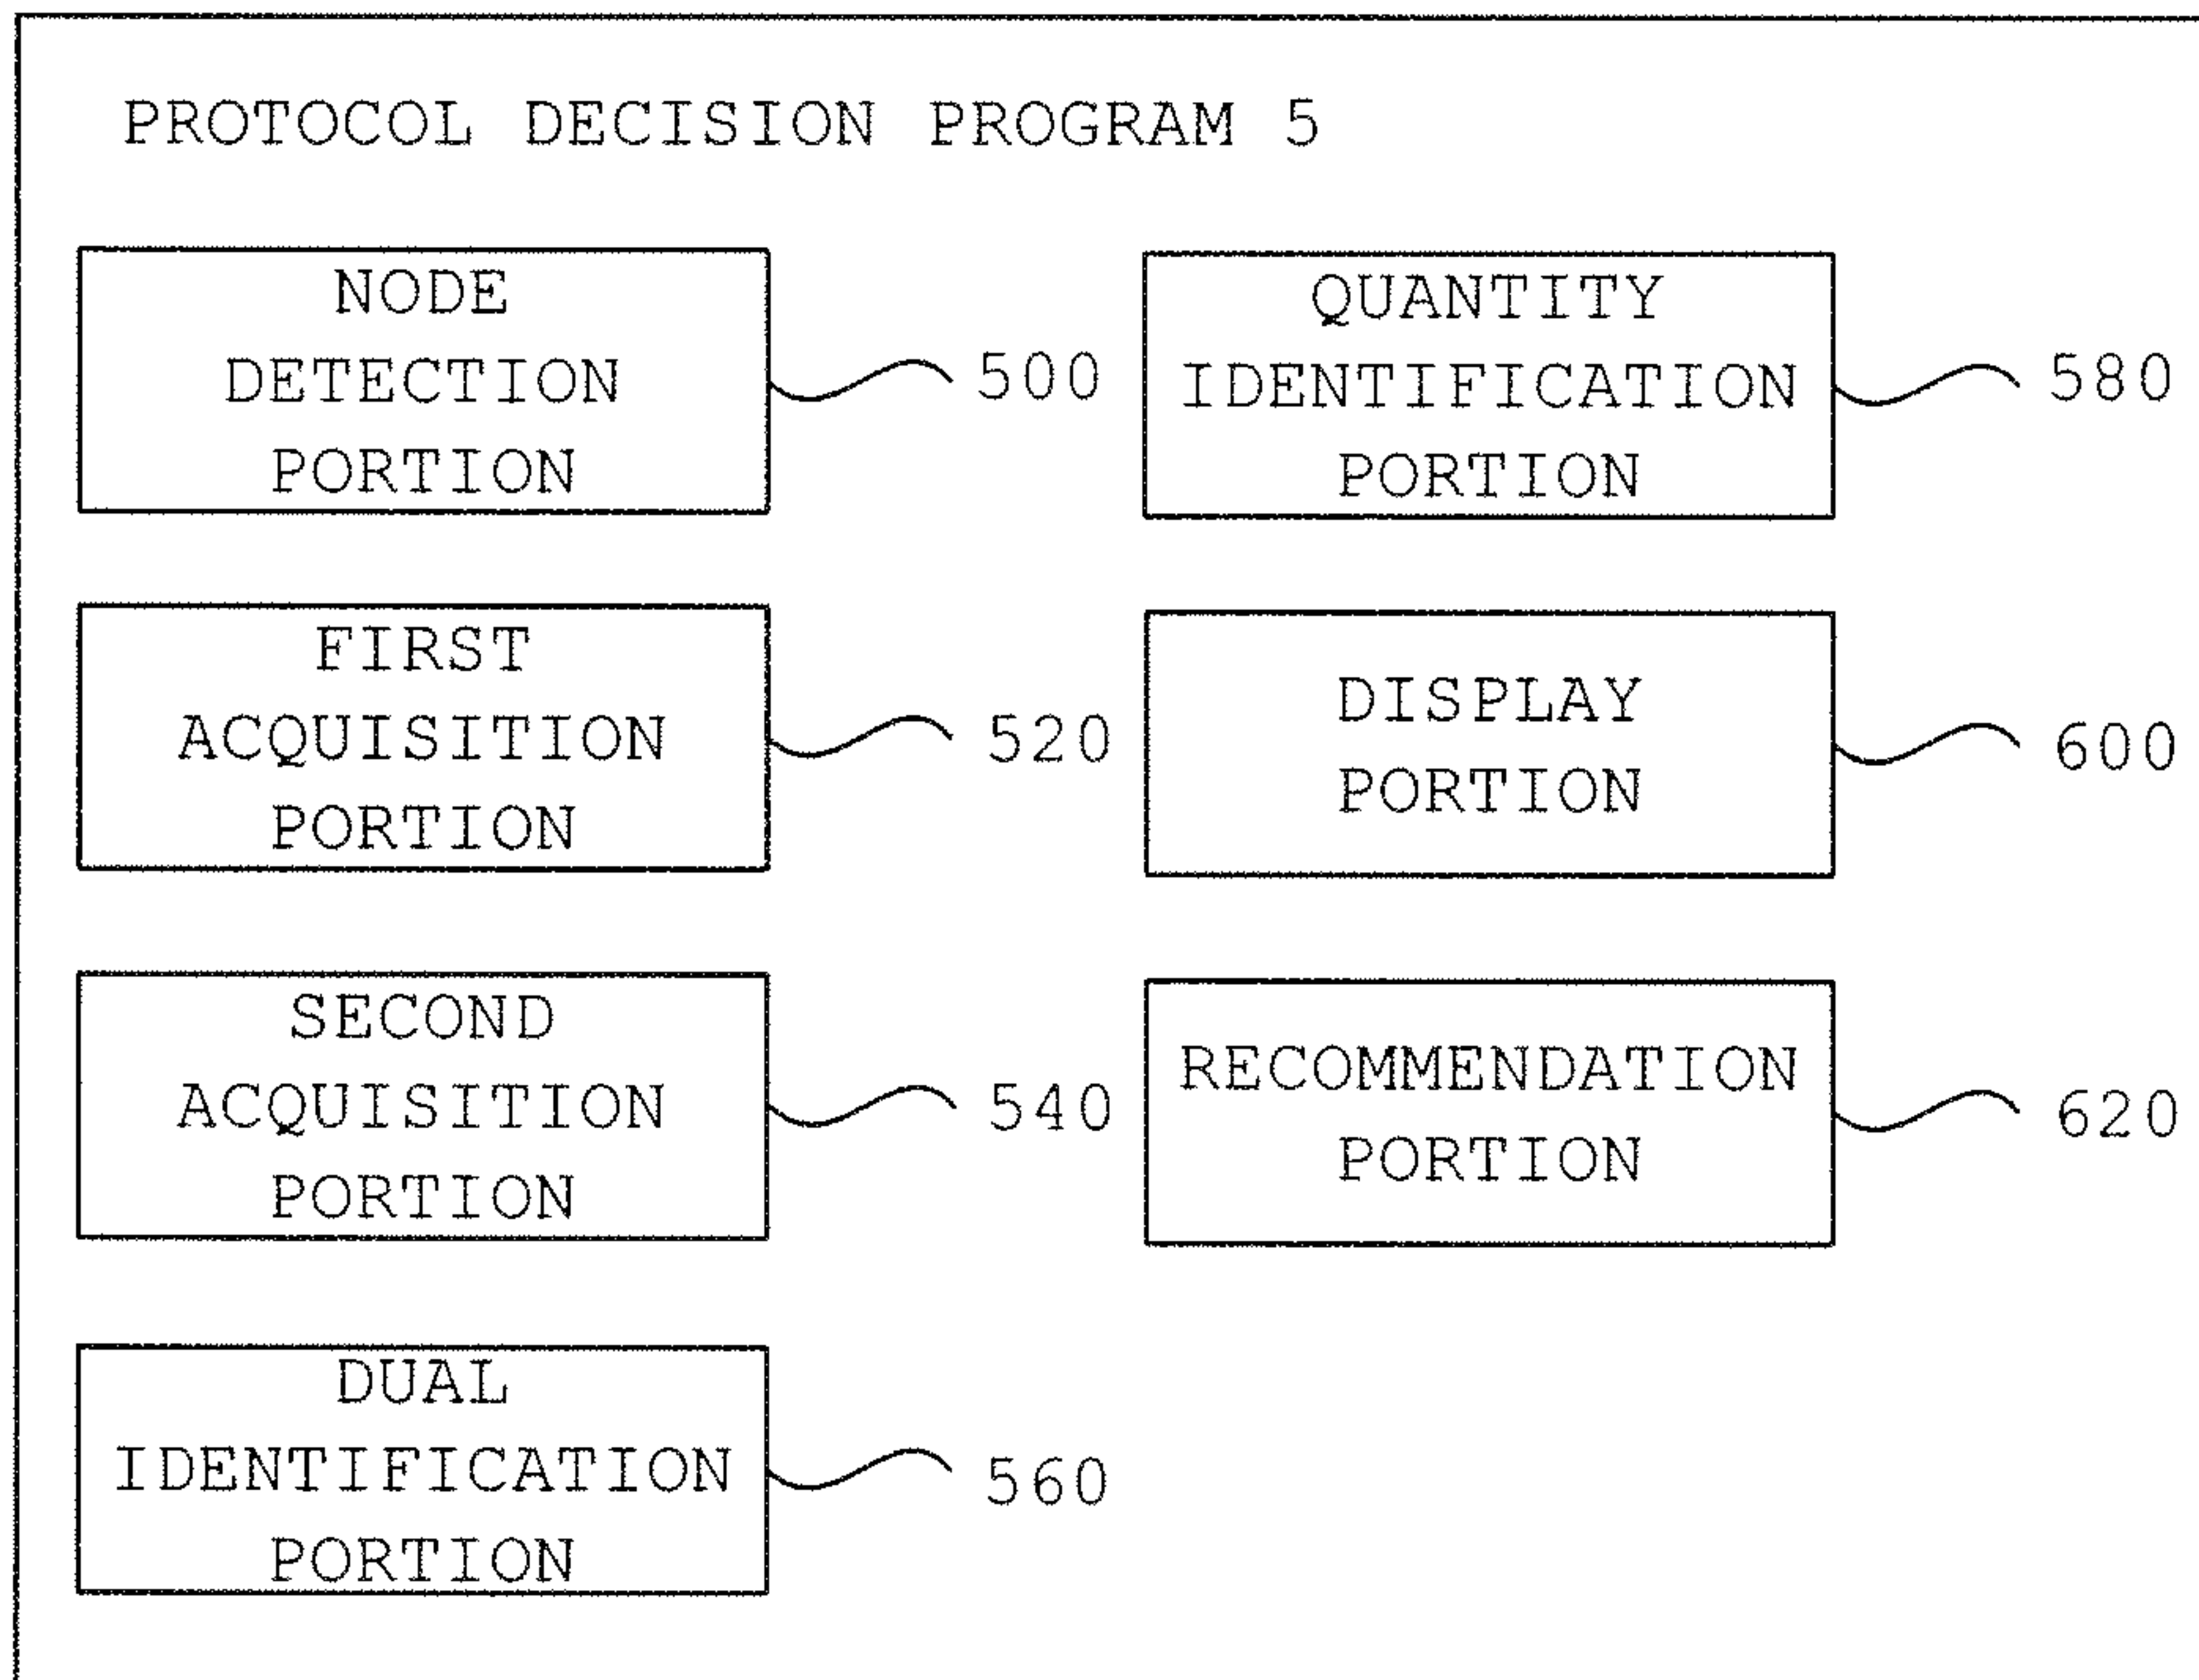 PROTOCOL DECISION PROGRAM 5
NODE
DETECTION
PORTION
500
FIRST
ACQUISITION
PORTION
520
SECOND
ACQUISITION
PORTION
540
DUAL
IDENTIFICATION
PORTION
560
QUANTITY
IDENTIFICATION
PORTION
580
DISPLAY
PORTION
600
RECOMMENDATION
PORTION
620